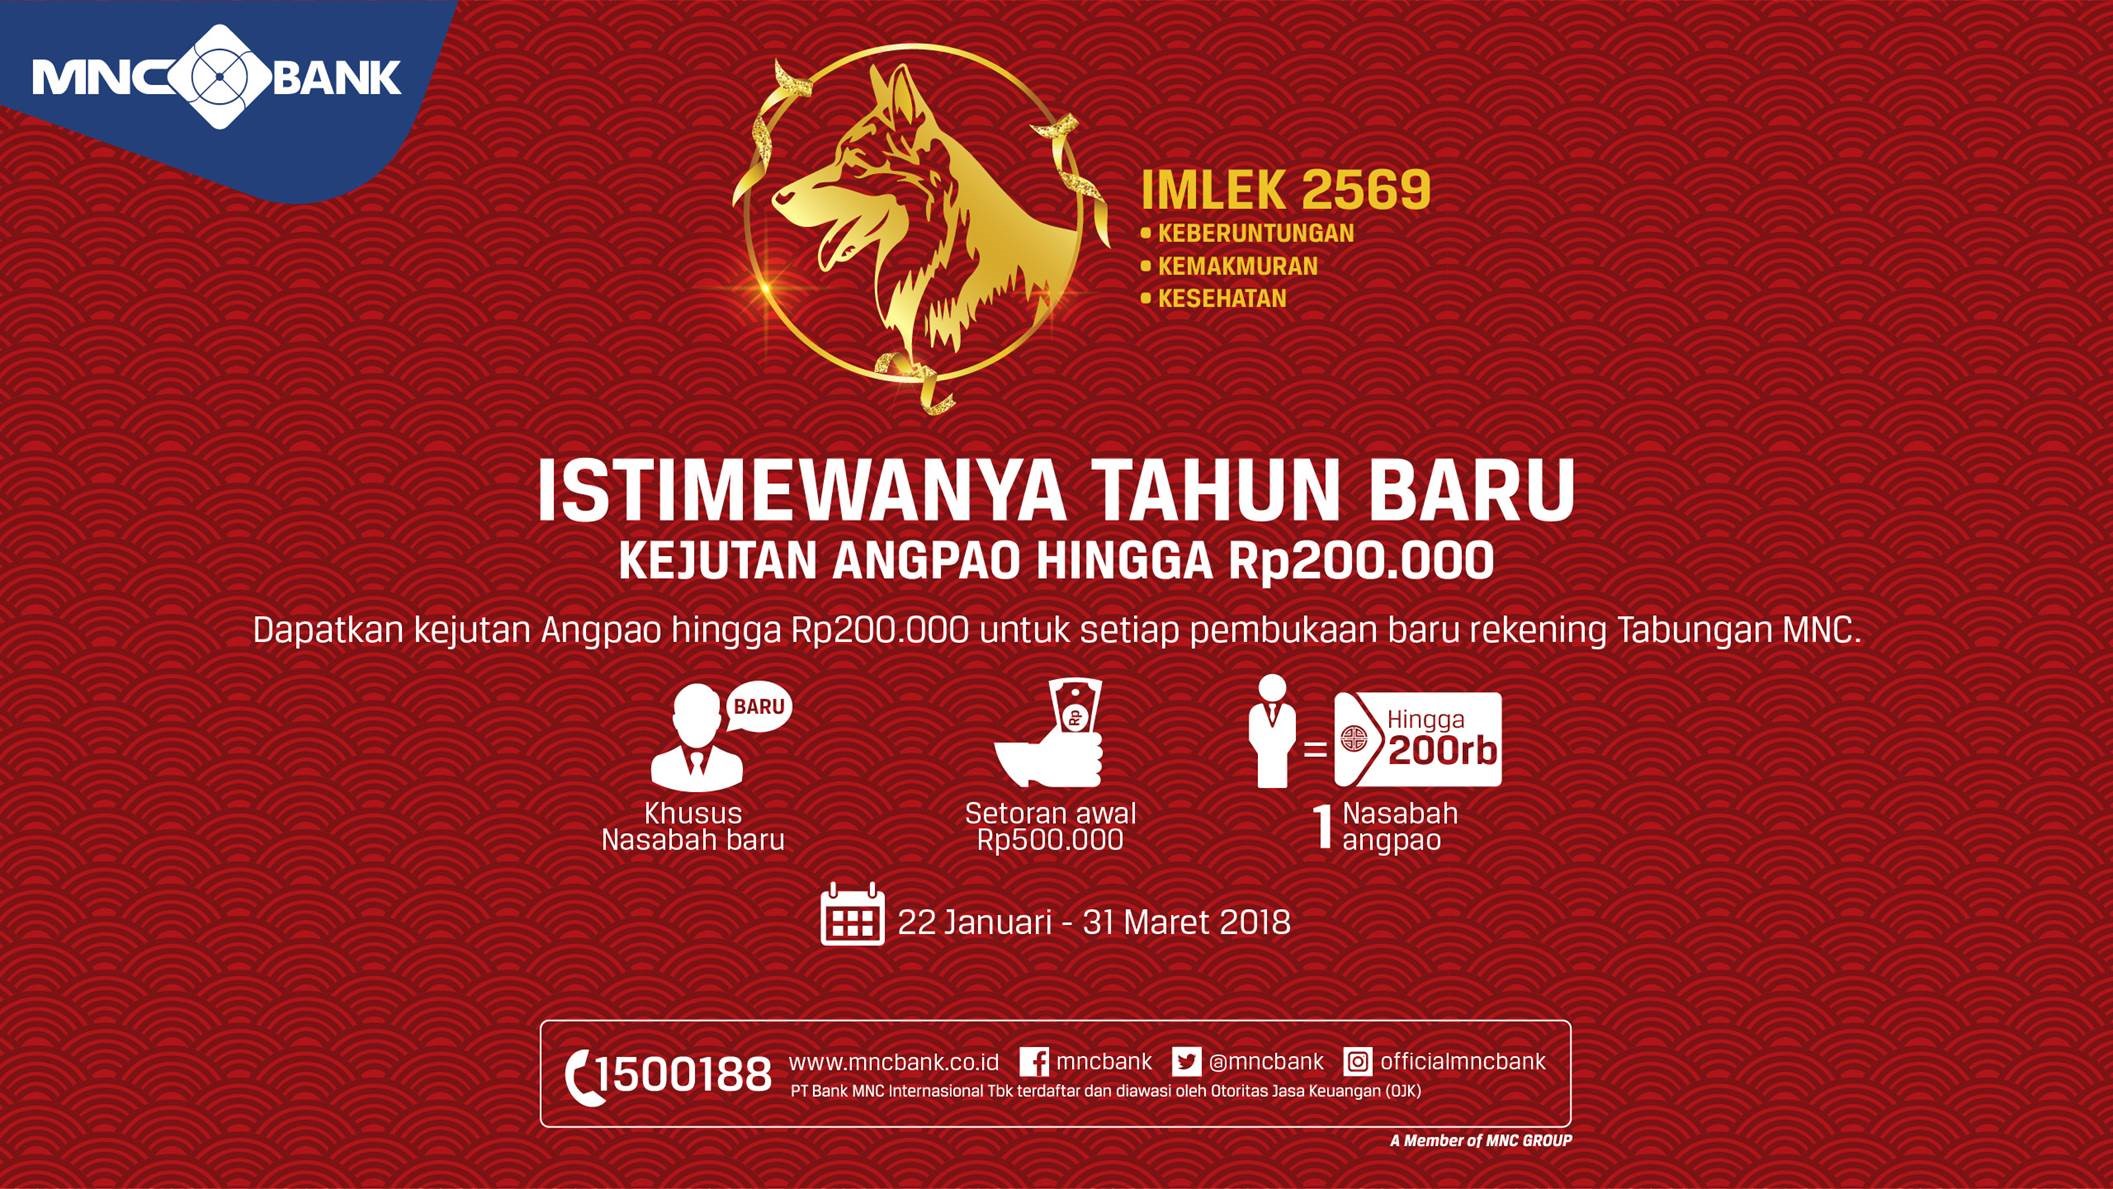 MNC BANK
IMLEK 2569
• KEBERUNTUNGAN
• KEMAKMURAN
• KESEHATAN
ISTIMEWANYA TAHUN BARU
KEJUTAN ANGPAO HINGGA Rp200.000
Dapatkan kejutan Angpao hingga Rp200.000 untuk setiap pembukaan baru rekening Tabungan MNC.
BARU
Khusus
Nasabah baru
Rp
Setoran awal
Rp500.000
=
Hingga
200rb
1 Nasabah
angpao
22 Januari - 31 Maret 2018
1500188
www.mncbank.co.id mncbank @mncbank officialmncbank
PT Bank MNC Internasional Tbk terdaftar dan diawasi oleh Otoritas Jasa Keuangan (OJK)
A Member of MNC GROUP